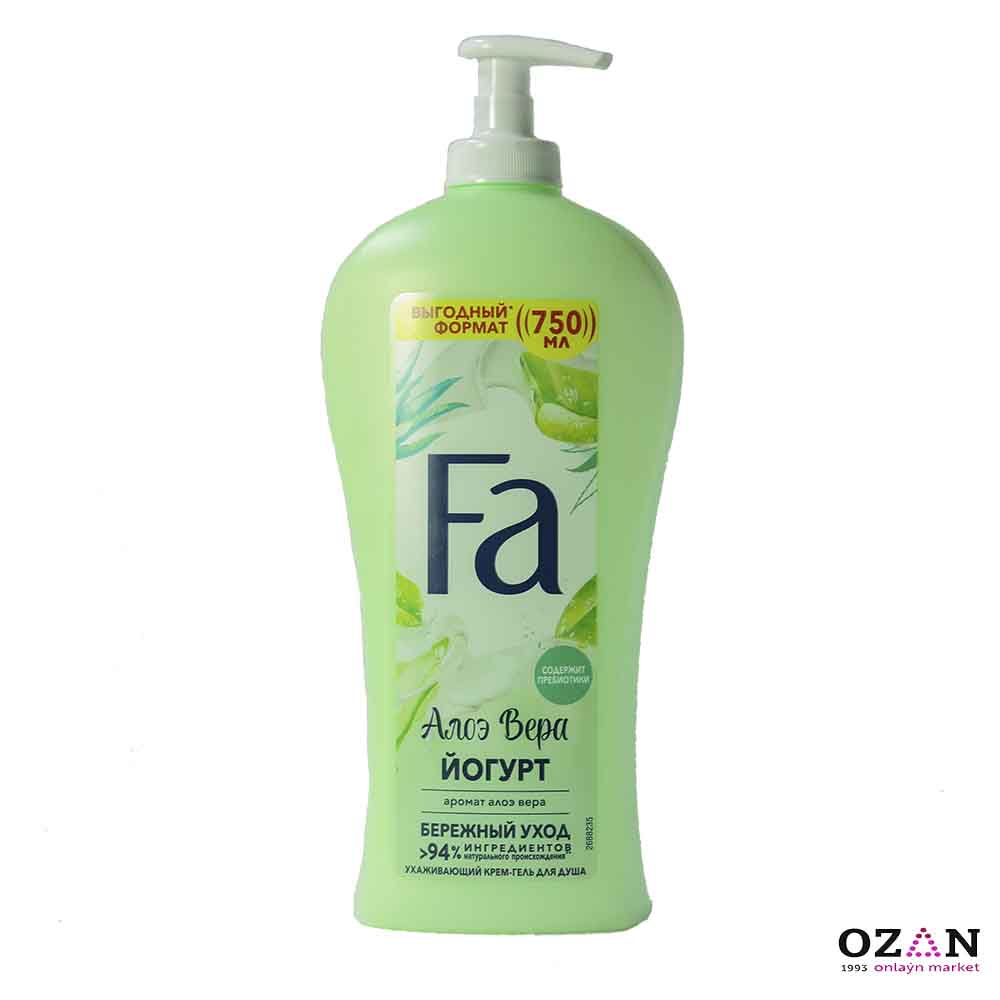 ВЫГОДНЫЙ*
ФОРМАТ
((750))
МЛ
Fa
СОДЕРЖИТ
ПРЕБИОТИКИ
Алоэ Вера
ЙОГУРТ
аромат алоэ вера
БЕРЕЖНЫЙ УХОД
>94% ИНГРЕДИЕНТОВ
натурального происхождения
УХАЖИВАЮЩИЙ КРЕМ-ГЕЛЬ ДЛЯ ДУША
2688235
OZAN
1993 onlaýn market